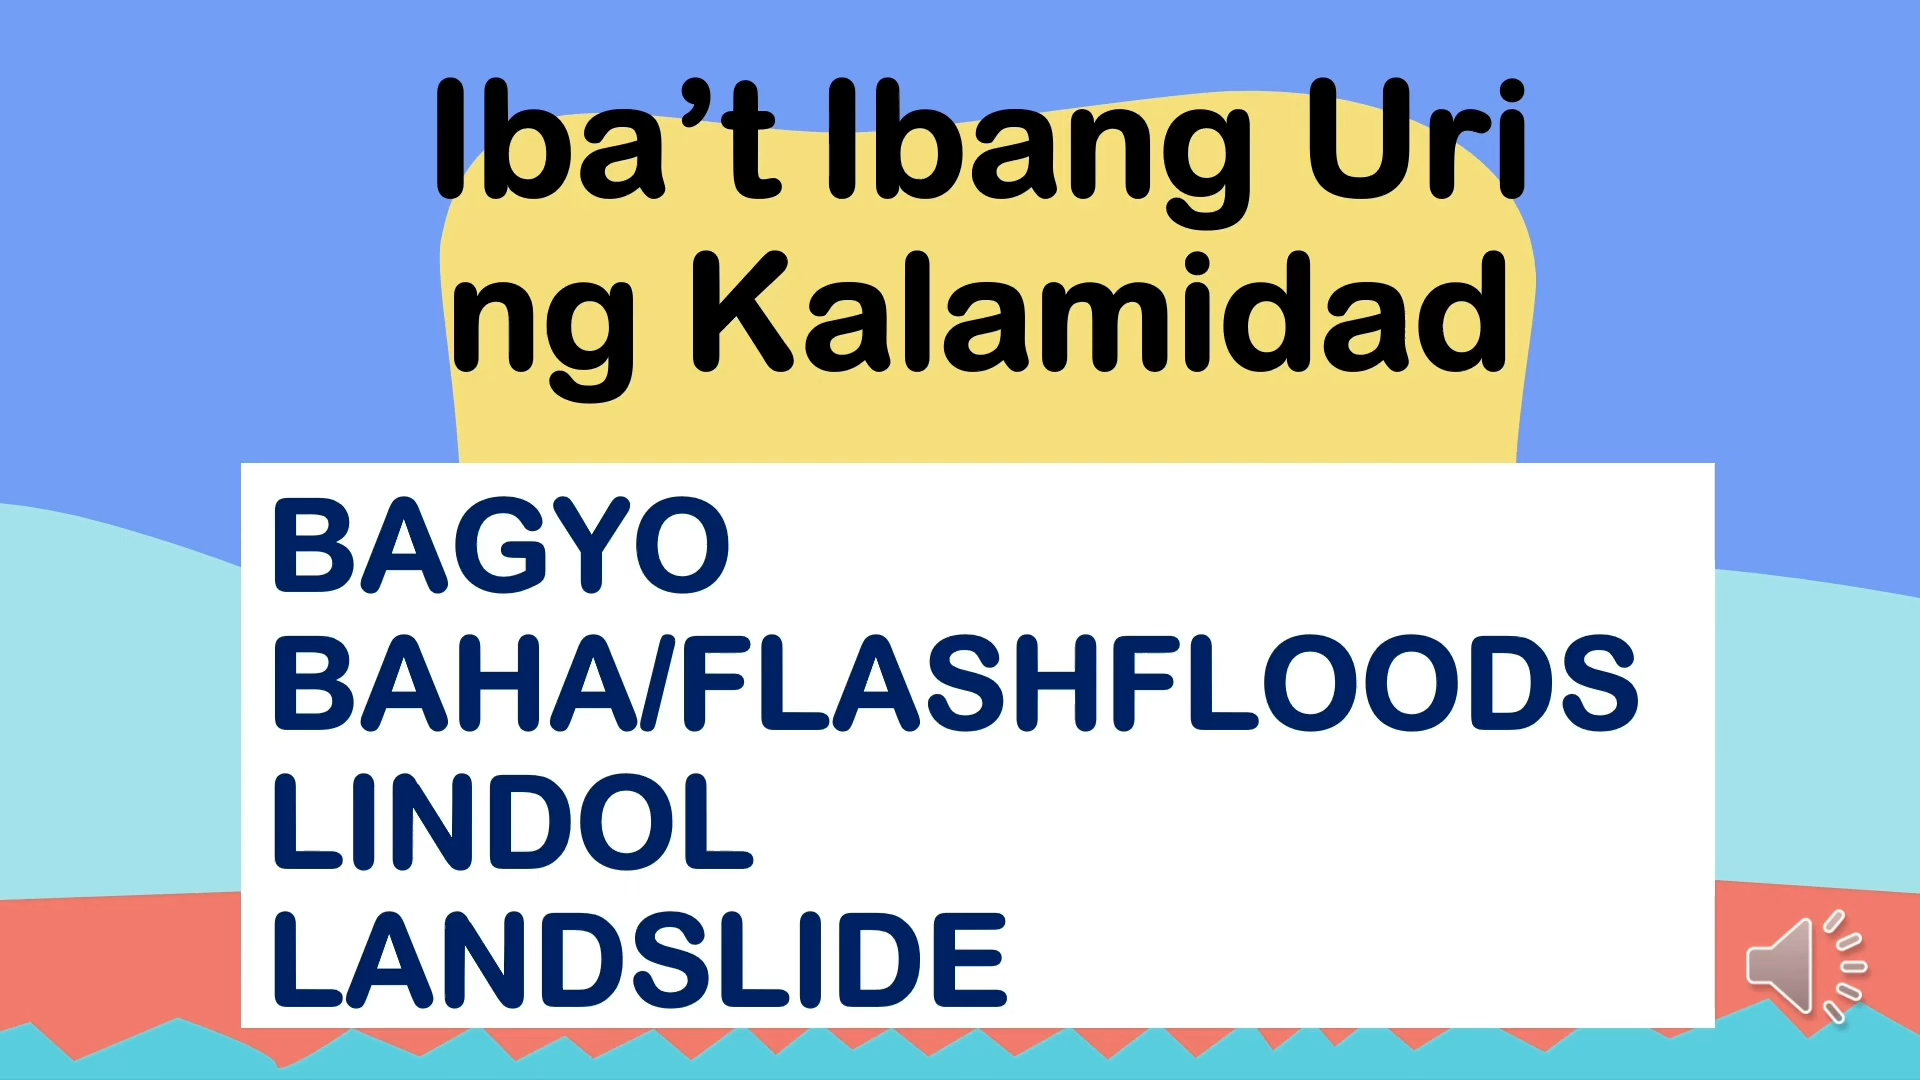 Iba’t Ibang Uri
ng Kalamidad
BAGYO
BAHA/FLASHFLOODS
LINDOL
LANDSLIDE